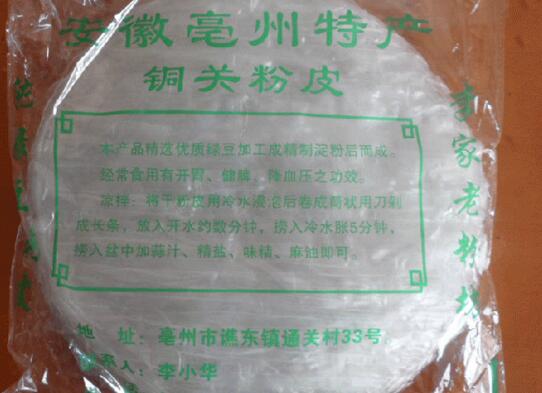 安徽亳州特产
铜关粉皮
本产品精选优质绿豆加工成精制淀粉后而成。
经常食用有开胃、健脾、降血压之功效。
凉拌：将干粉皮用冷水浸泡后卷成筒状用刀剁
成长条，放入开水约数分钟，捞入冷水胀5分钟，
捞入盆中加蒜汁、精盐、味精、麻油即可。
李家老粉坊
地 址：亳州市谯东镇通关村33号
联系人：李小华